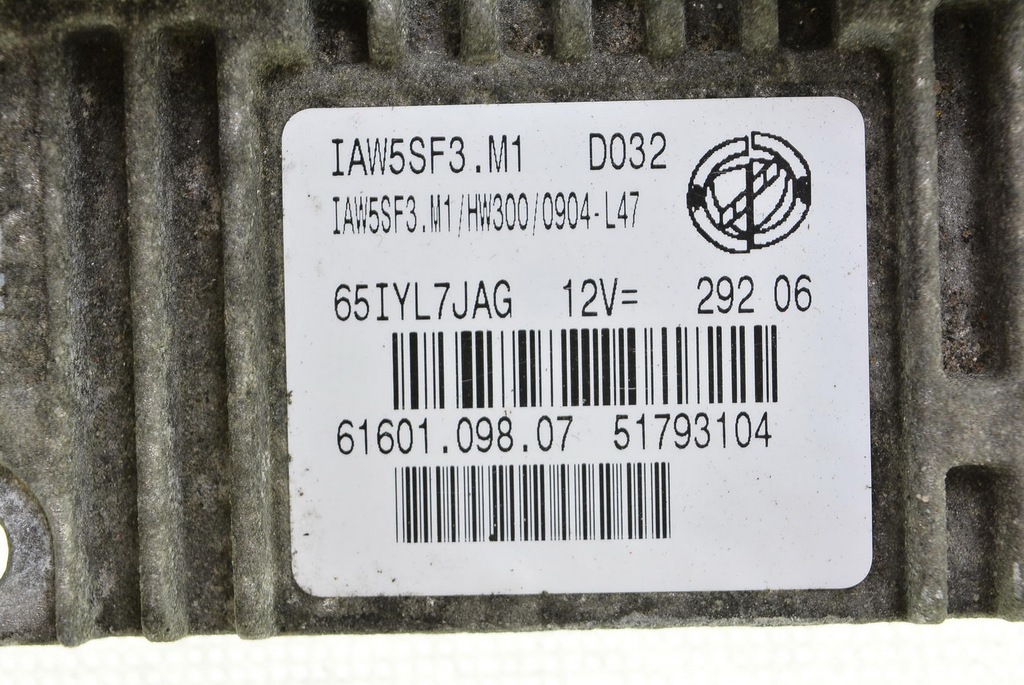 IAW5SF3.M1 D032
IAW5SF3.M1/HW300/0904-L47
65IYL7JAG 12V= 292 06
61601.098.07 51793104